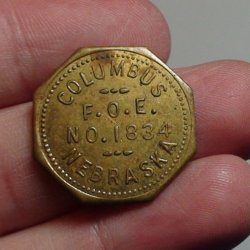 COLUMBUS
F.O.E.
NO. 1834
NEBRASKA